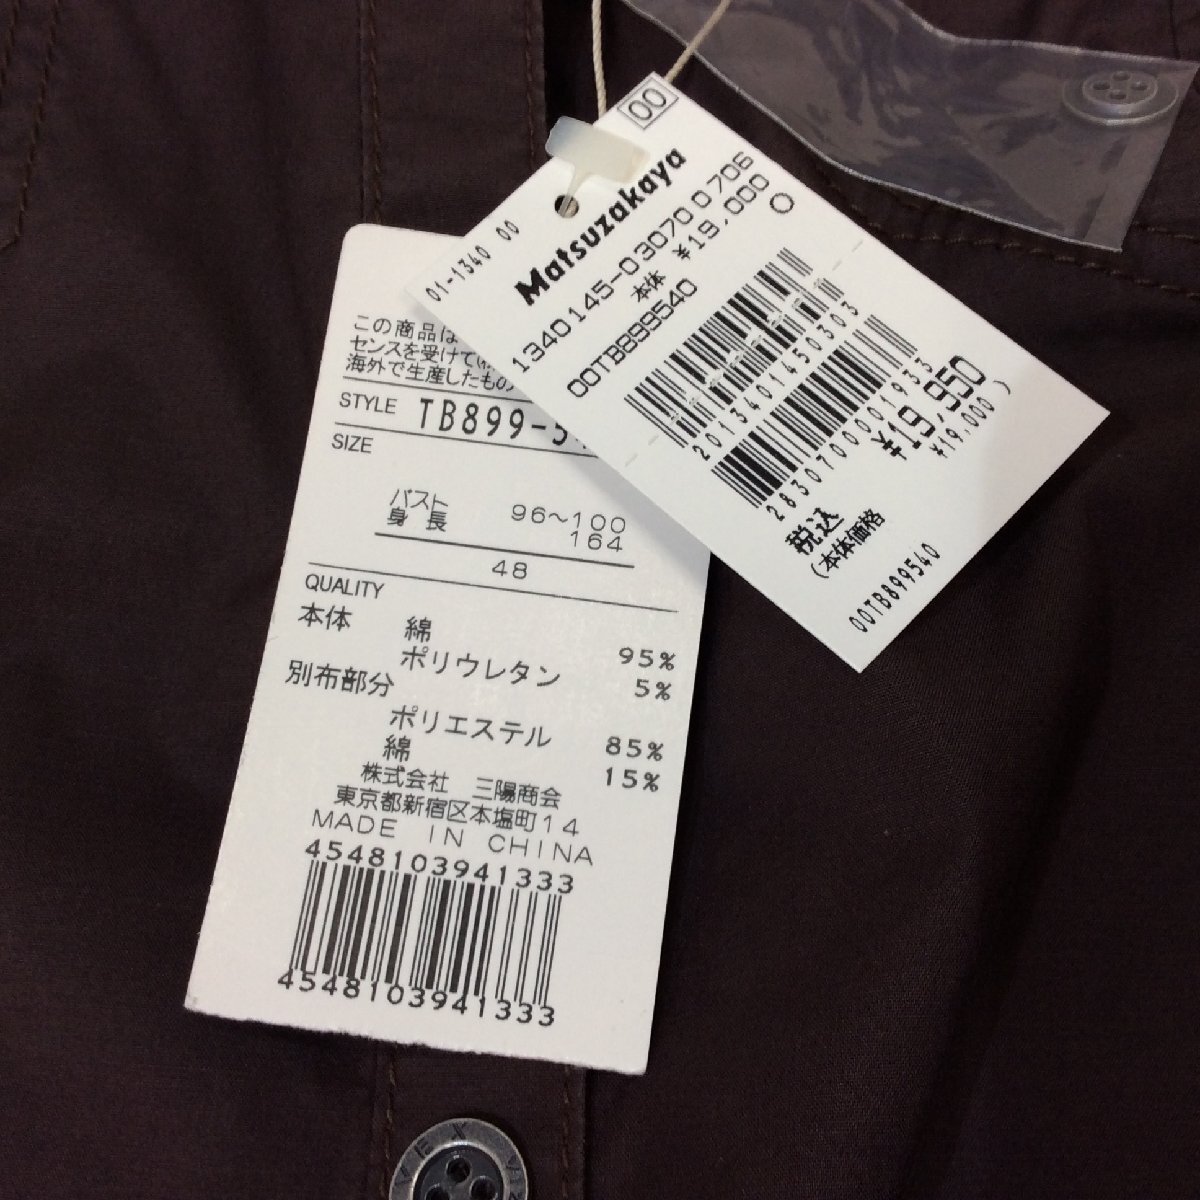 00
01-1340 00
Matsuzakaya
1340145-03070 0706
本体 ¥19,000
00TB899540
2013401450303
2830700001933
¥19,950
¥19,000 )
税込
(本体価格
00TB899540
この商品は
センスを受けて
海外で生産したもの
STYLE TB899-5
SIZE
バスト 96～100
身長 164
48
QUALITY
本体 綿 95%
ポリウレタン 5%
別布部分
ポリエステル 85%
綿 15%
株式会社 三陽商会
東京都新宿区本塩町14
MADE IN CHINA
4548103941333
4548103941333
VEX